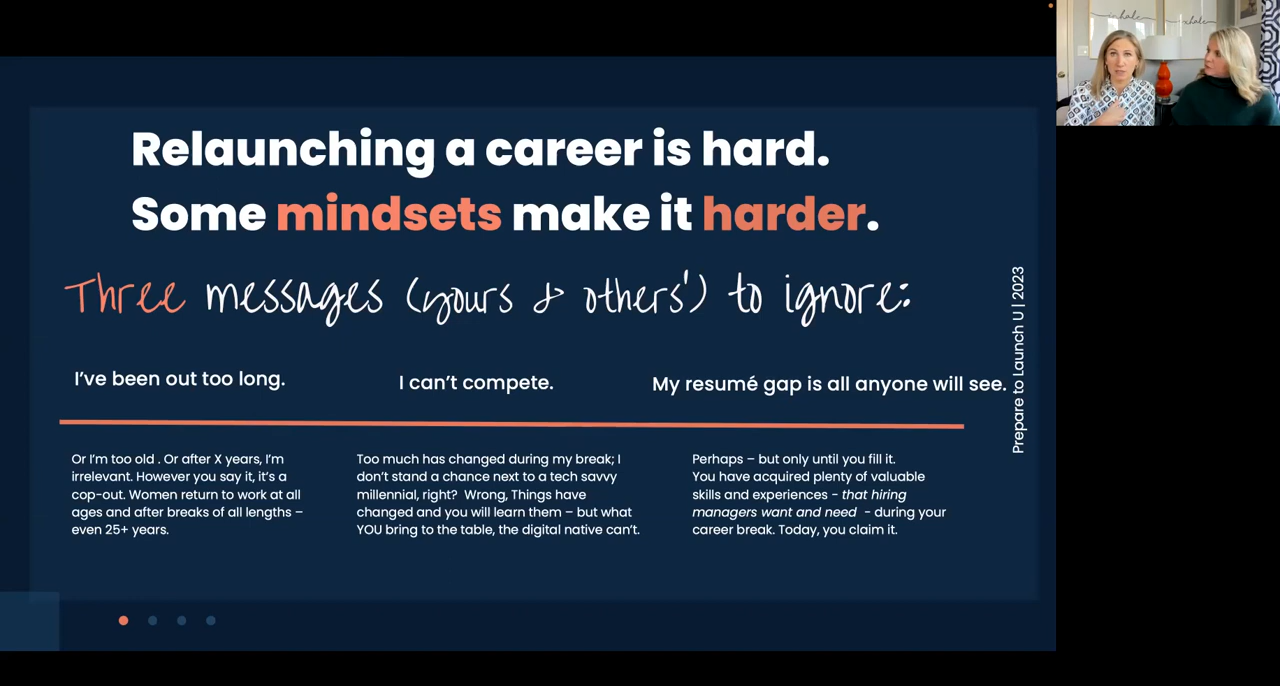 inhale
exhale
Relaunching a career is hard.
Some mindsets make it harder.
Three messages (yours & others') to ignore:
I've been out too long.
I can't compete.
My resumé gap is all anyone will see.
Or I'm too old . Or after X years, I'm
irrelevant. However you say it, it's a
cop-out. Women return to work at all
ages and after breaks of all lengths –
even 25+ years.
Too much has changed during my break; I
don't stand a chance next to a tech savvy
millennial, right?  Wrong, Things have
changed and you will learn them – but what
YOU bring to the table, the digital native can't.
Perhaps – but only until you fill it.
You have acquired plenty of valuable
skills and experiences - that hiring
managers want and need  - during your
career break. Today, you claim it.
Prepare to Launch U | 2023